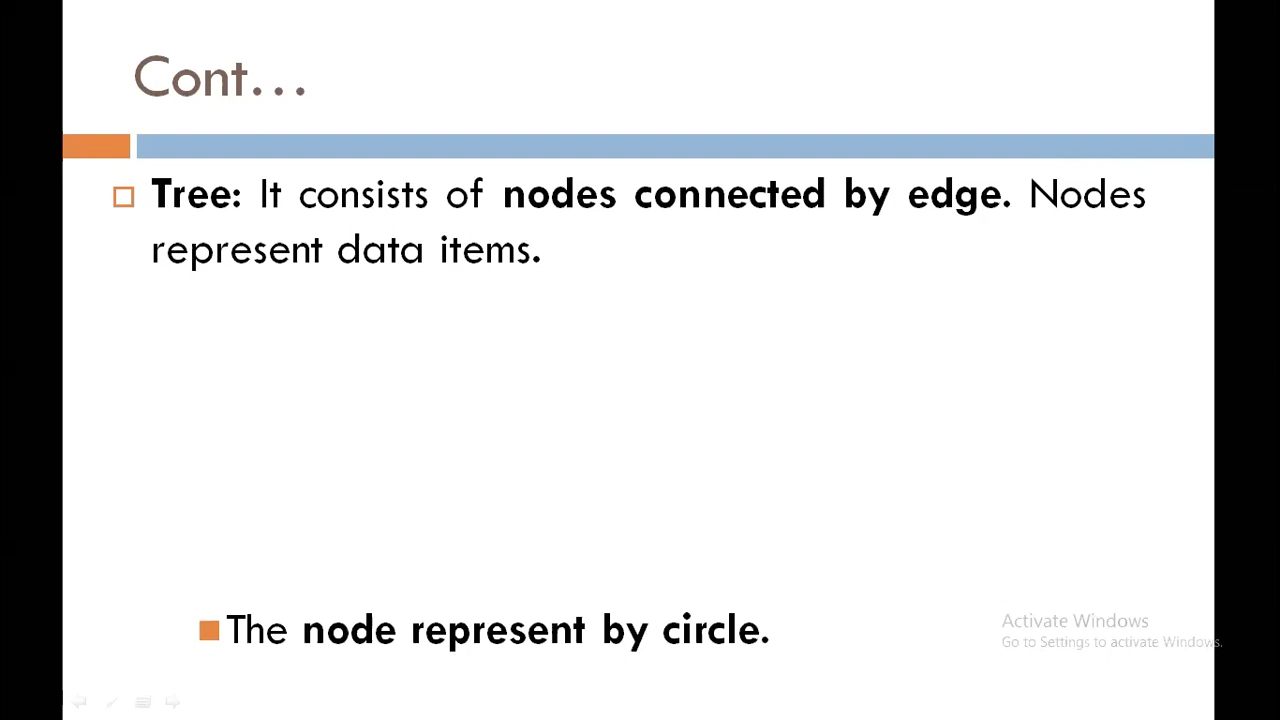 Cont...
Tree: It consists of nodes connected by edge. Nodes
represent data items.
The node represent by circle.
Activate Windows
Go to Settings to activate Windows.